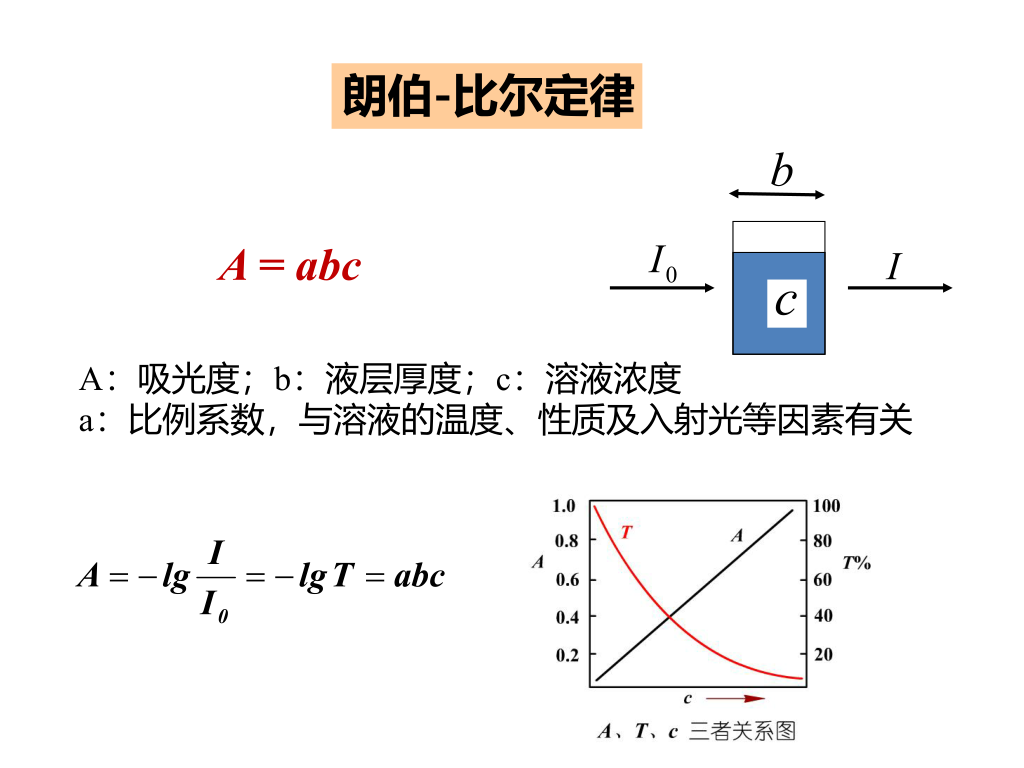 朗伯-比尔定律
b
A = abc
I0
I
c
A：吸光度；b：液层厚度；c：溶液浓度
a：比例系数，与溶液的温度、性质及入射光等因素有关
A = −lg I/I0 = −lg T = abc
1.0
0.8
0.6
0.4
0.2
A
T
A
100
80
60
40
20
T%
c
A、T、c 三者关系图